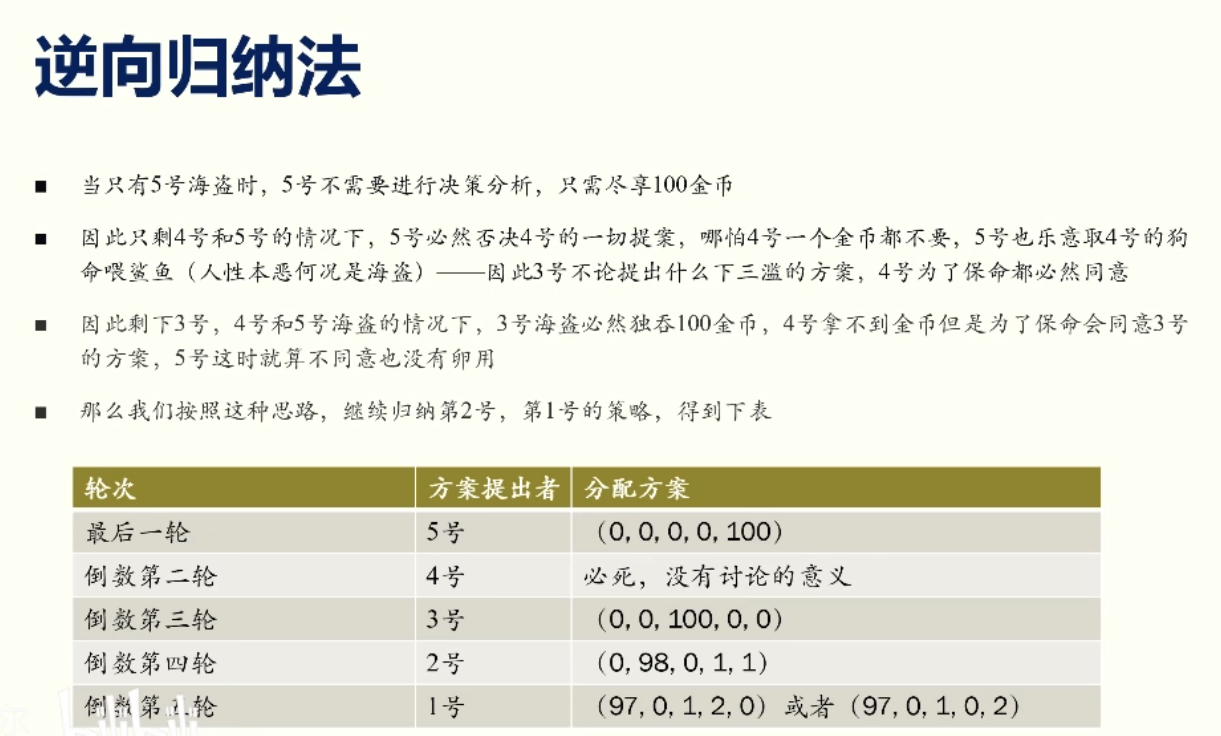 逆向归纳法
■ 当只有5号海盗时，5号不需要进行决策分析，只需尽享100金币
■ 因此只剩4号和5号的情况下，5号必然否决4号的一切提案，哪怕4号一个金币都不要，5号也乐意取4号的狗
命喂鲨鱼（人性本恶何况是海盗）——因此3号不论提出什么下三滥的方案，4号为了保命都必然同意
■ 因此剩下3号，4号和5号海盗的情况下，3号海盗必然独吞100金币，4号拿不到金币但是为了保命会同意3号
的方案，5号这时就算不同意也没有卵用
■ 那么我们按照这种思路，继续归纳第2号，第1号的策略，得到下表
轮次 方案提出者 分配方案
最后一轮 5号 （0, 0, 0, 0, 100）
倒数第二轮 4号 必死，没有讨论的意义
倒数第三轮 3号 （0, 0, 100, 0, 0）
倒数第四轮 2号 （0, 98, 0, 1, 1）
倒数第五轮 1号 （97, 0, 1, 2, 0）或者（97, 0, 1, 0, 2）
bilibili